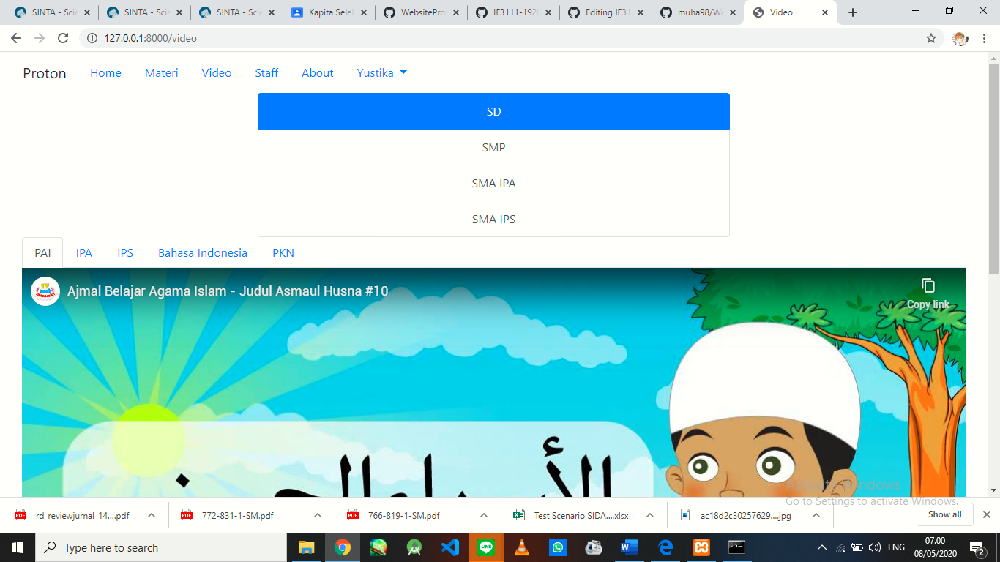 SINTA - Scie
SINTA - Scie
SINTA - Scie
Kapita Sele
WebsitePro
IF3111-192
Editing IF31
muha98/We
Video
127.0.0.1:8000/video
Proton Home Materi Video Staff About Yustika
SD
SMP
SMA IPA
SMA IPS
PAI IPA IPS Bahasa Indonesia PKN
Ajmal Belajar Agama Islam - Judul Asmaul Husna #10
Copy link
Activate Windows
Go to Settings to activate Windows.
rd_reviewjurnal_14....pdf
772-831-1-SM.pdf
766-819-1-SM.pdf
Test Scenario SIDA....xlsx
ac18d2c30257629....jpg
Show all
Type here to search
ENG
07.00
08/05/2020
2